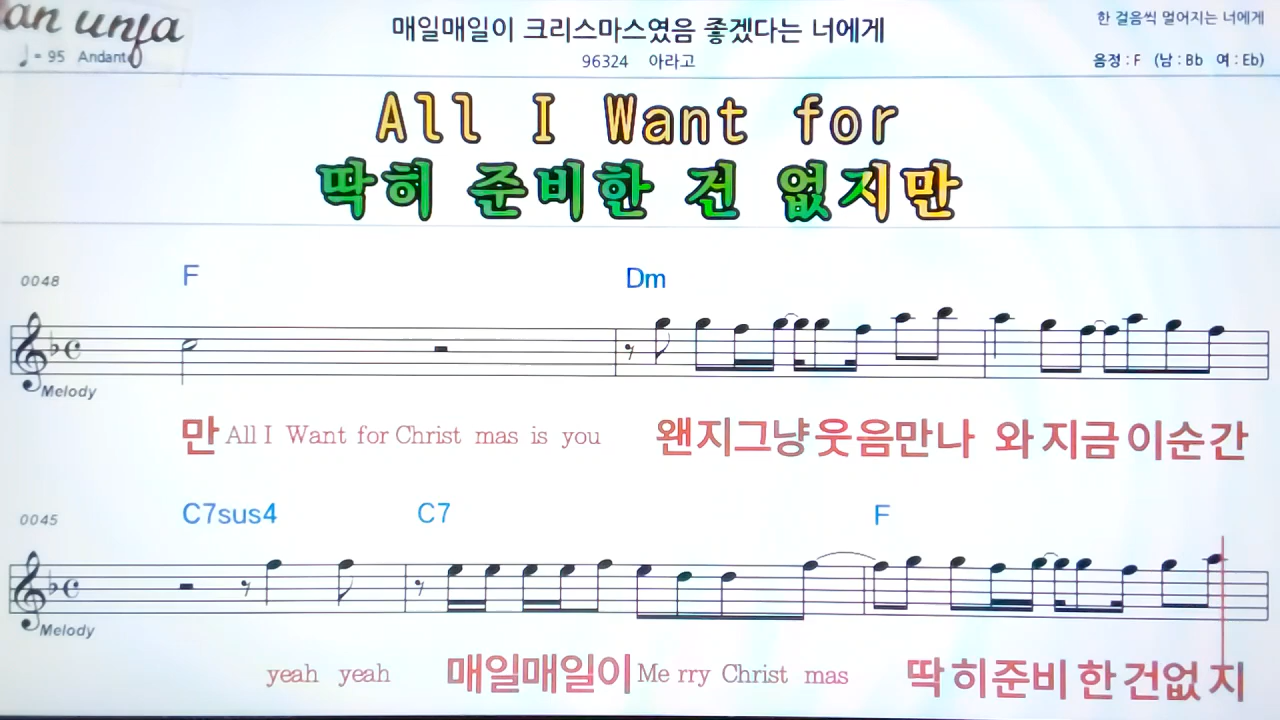 an unfa
매일매일이 크리스마스였음 좋겠다는 너에게
한 걸음씩 멀어지는 너에게
♩= 95 Andante
96324 아라고
음정 : F (남 : Bb 여 : Eb)
All I Want for
딱히 준비한 건 없지만
0048
F Dm
Melody
만 All I Want for Christ mas is you 왠지그냥웃음만나 와 지금이순간
0045
C7sus4 C7 F
Melody
yeah yeah 매일매일이 Me rry Christ mas 딱히준비한건없지